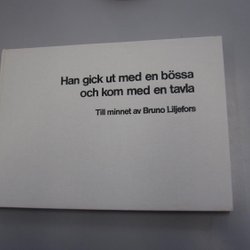 Han gick ut med en bössa
och kom med en tavla
Till minnet av Bruno Liljefors